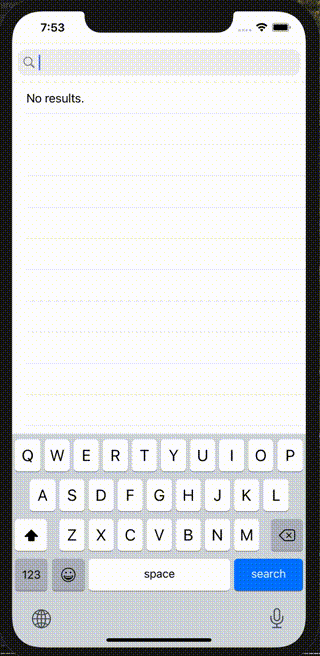 7:53
No results.
Q W E R T Y U I O P
A S D F G H J K L
Z X C V B N M
123 space search